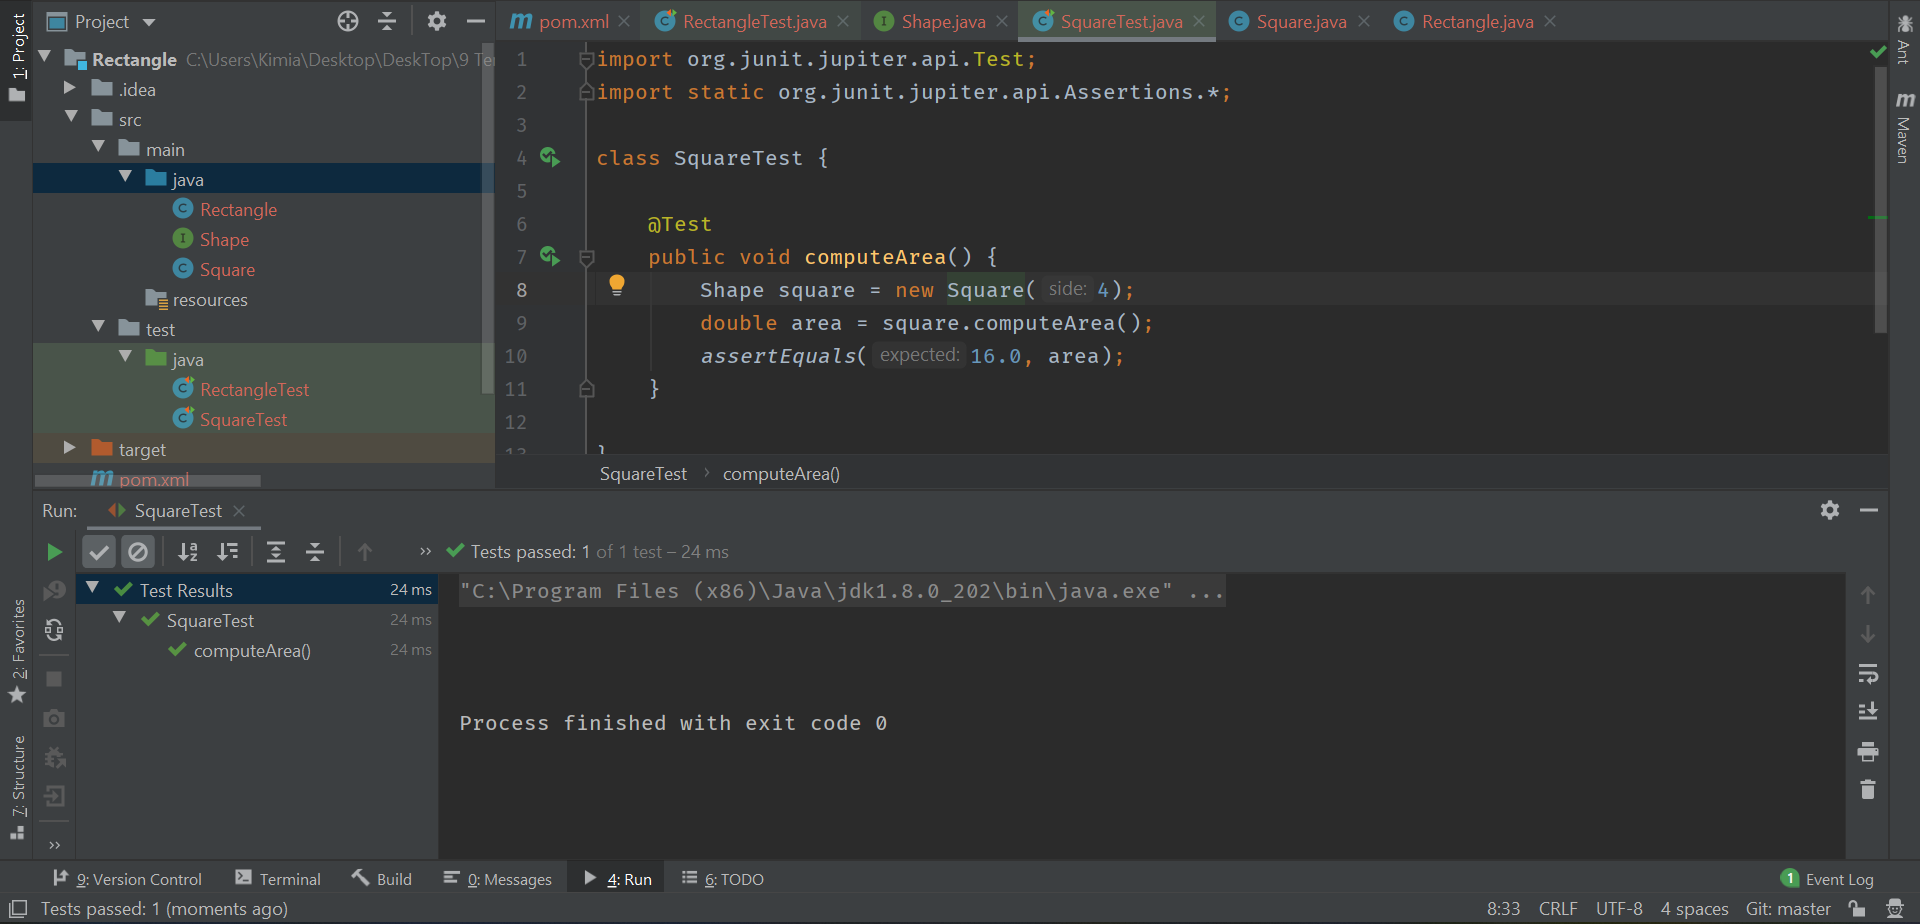 1: Project
Project
Rectangle C:\Users\Kimia\Desktop\DeskTop\9 Te
.idea
src
main
java
Rectangle
Shape
Square
resources
test
java
RectangleTest
SquareTest
target
pom.xml
pom.xml
RectangleTest.java
Shape.java
SquareTest.java
Square.java
Rectangle.java
1 import org.junit.jupiter.api.Test;
2 import static org.junit.jupiter.api.Assertions.*;
3
4 class SquareTest {
5
6 @Test
7 public void computeArea() {
8 Shape square = new Square( side: 4);
9 double area = square.computeArea();
10 assertEquals( expected: 16.0, area);
11 }
12
13 }
SquareTest › computeArea()
Ant
Maven
Run: SquareTest
Tests passed: 1 of 1 test – 24 ms
Test Results 24 ms
SquareTest 24 ms
computeArea() 24 ms
"C:\Program Files (x86)\Java\jdk1.8.0_202\bin\java.exe" ...
Process finished with exit code 0
2: Favorites
7: Structure
9: Version Control
Terminal
Build
0: Messages
4: Run
6: TODO
1 Event Log
Tests passed: 1 (moments ago)
8:33 CRLF UTF-8 4 spaces Git: master